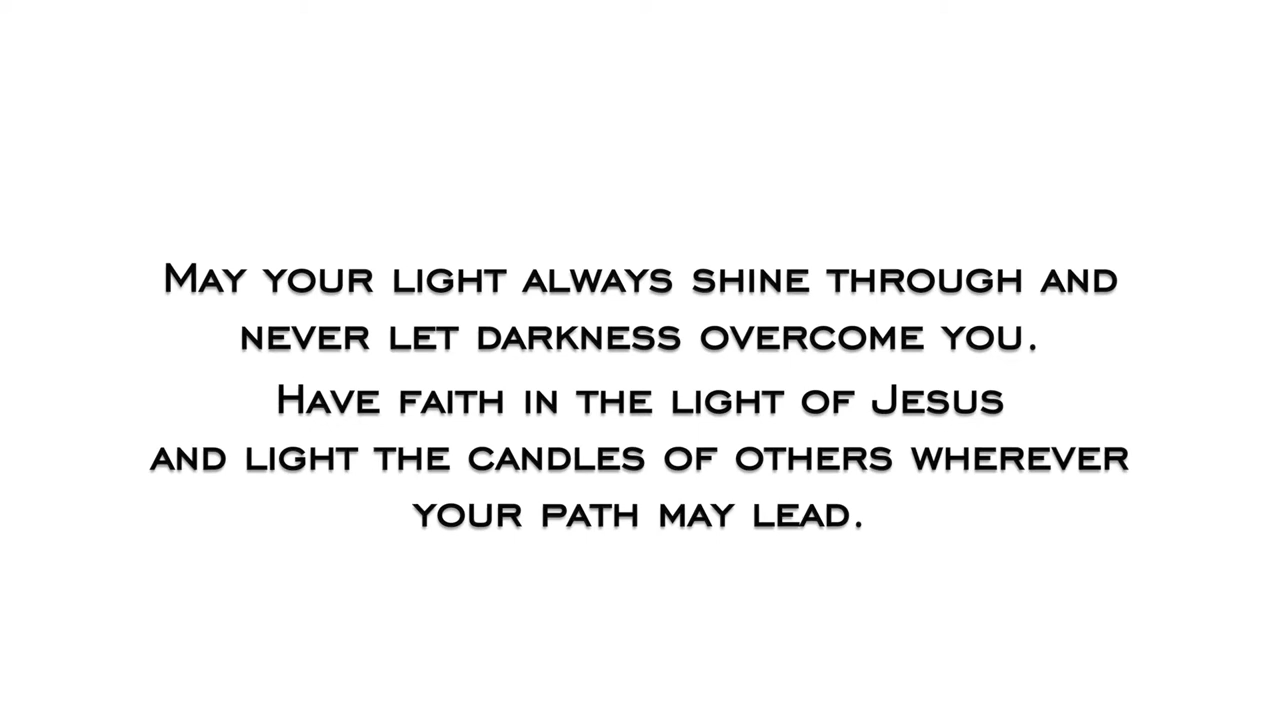 May your light always shine through and
never let darkness overcome you.
Have faith in the light of Jesus
and light the candles of others wherever
your path may lead.